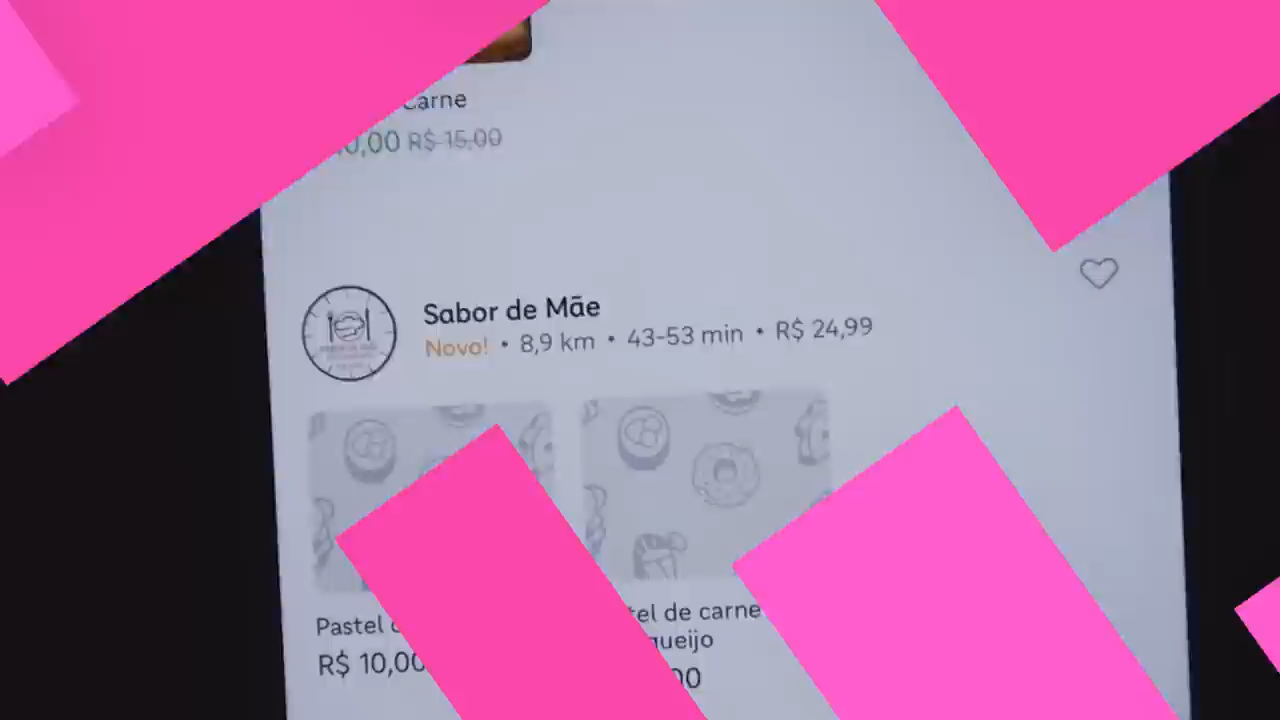 Carne
0,00 R$ 15,00
Sabor de Mãe
Novo! • 8,9 km • 43-53 min • R$ 24,99
Pastel
tel de carne
queijo
R$ 10,00
00